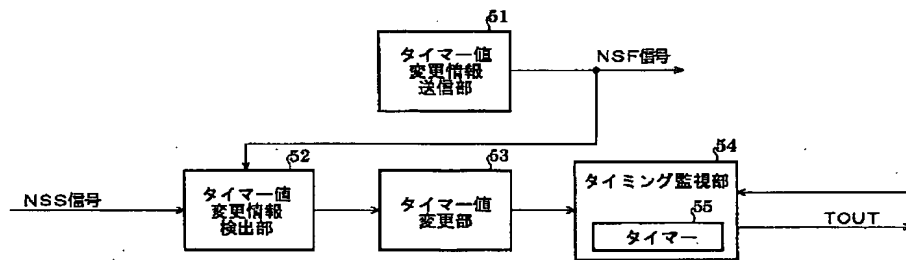 51
タイマー値
変更情報
送信部
NSF信号
52
53
54
NSS信号
タイマー値
変更情報
検出部
タイマー値
変更部
タイミング監視部
55
タイマー
TOUT